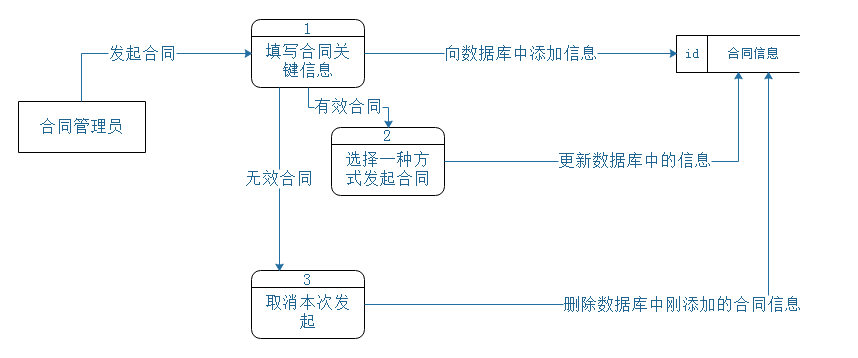 1
发起合同
填写合同关
键信息
向数据库中添加信息
id
合同信息
有效合同
合同管理员
2
选择一种方
式发起合同
更新数据库中的信息
无效合同
3
取消本次发
起
删除数据库中刚添加的合同信息